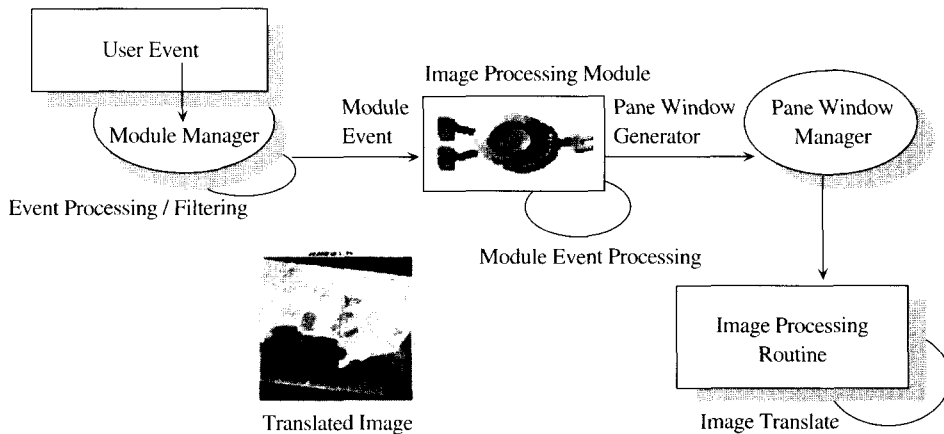 User Event
Module Manager
Event Processing / Filtering
Module
Event
Image Processing Module
Pane Window
Generator
Pane Window
Manager
Module Event Processing
Image Processing
Routine
Image Translate
Translated Image